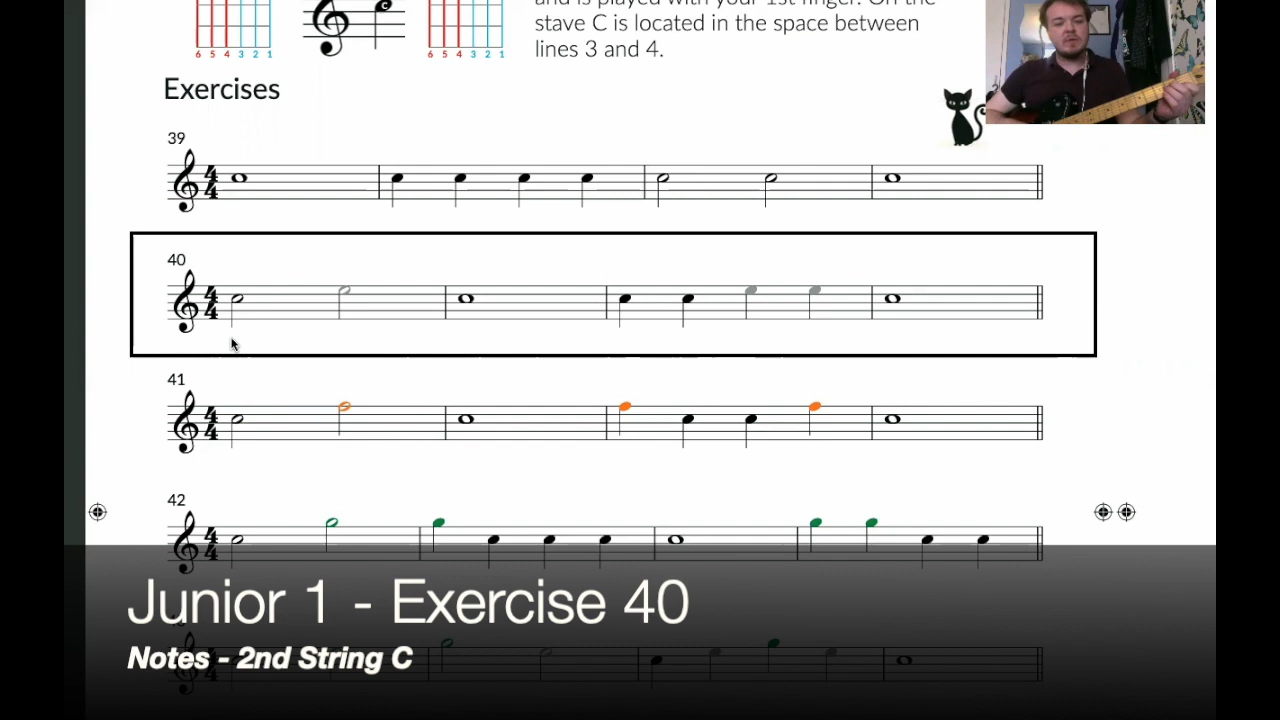 and is played with your 1st finger. On the
stave C is located in the space between
lines 3 and 4.
6 5 4 3 2 1
6 5 4 3 2 1
Exercises
39
40
41
42
Junior 1 - Exercise 40
Notes - 2nd String C